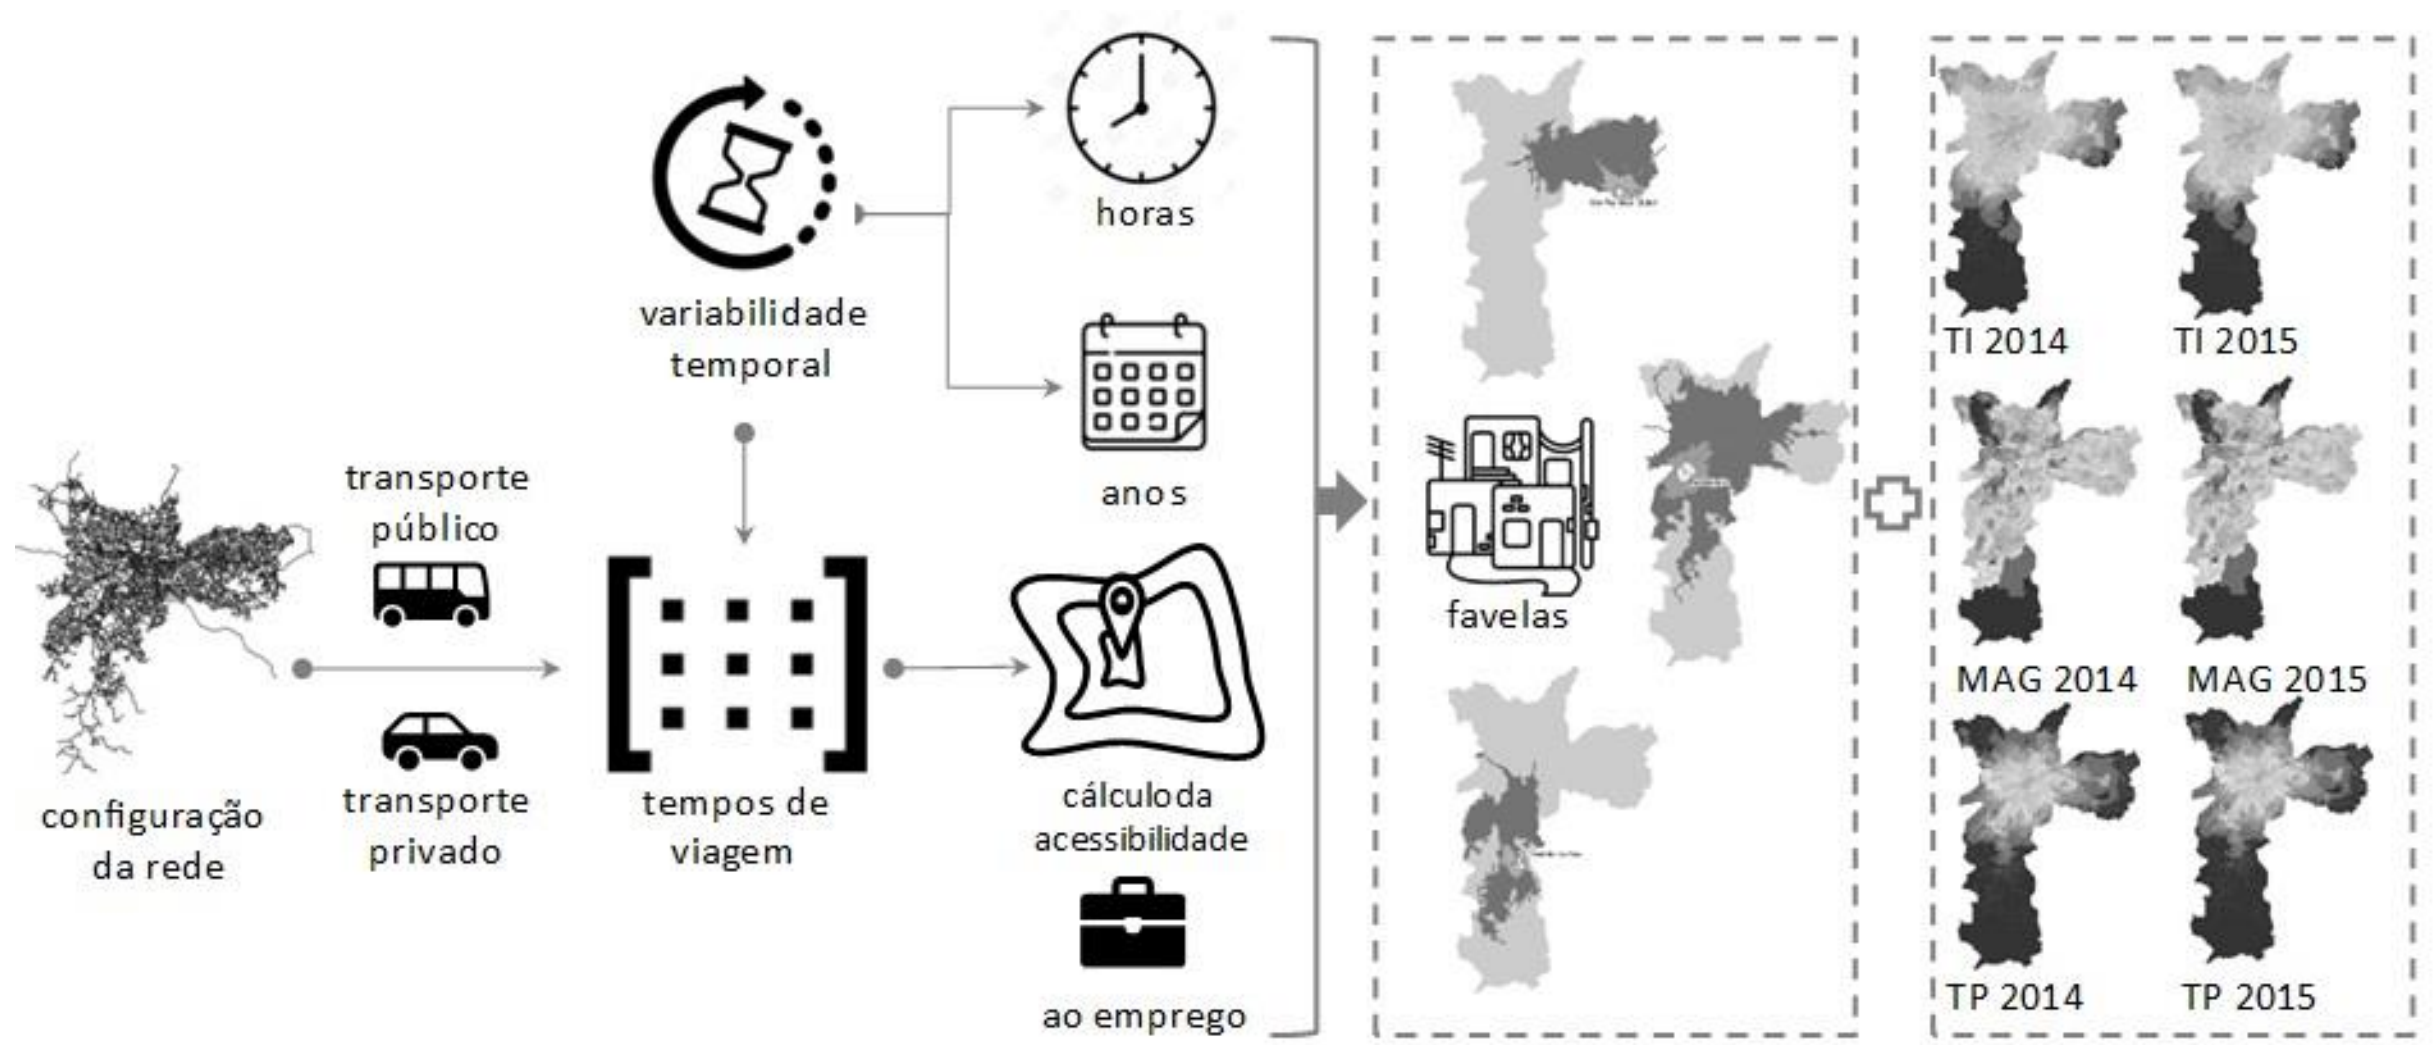 horas
variabilidade
temporal
anos
transporte
público
configuração
da rede
transporte
privado
tempos de
viagem
cálculoda
acessibilidade
ao emprego
favelas
TI 2014
TI 2015
MAG 2014
MAG 2015
TP 2014
TP 2015